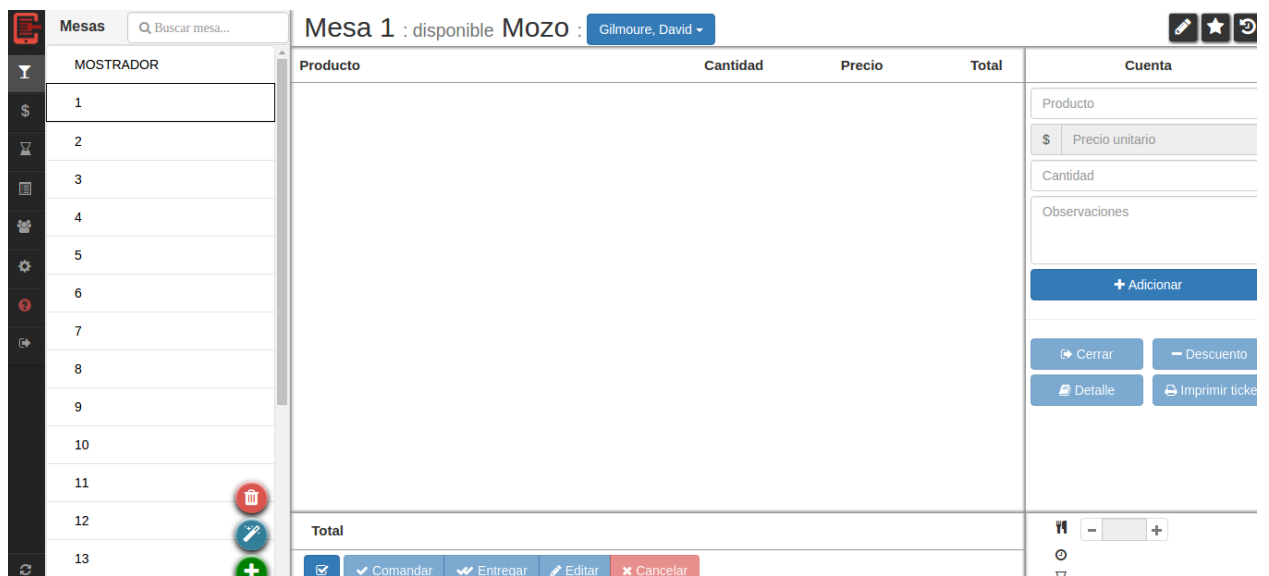 Mesas
Buscar mesa...
Mesa 1 : disponible Mozo : Gilmoure, David
MOSTRADOR
1
2
3
4
5
6
7
8
9
10
11
12
13
Producto Cantidad Precio Total
Total
Comandar Entregar Editar Cancelar
Cuenta
Producto
$ Precio unitario
Cantidad
Observaciones
+ Adicionar
Cerrar
Descuento
Detalle
Imprimir ticke